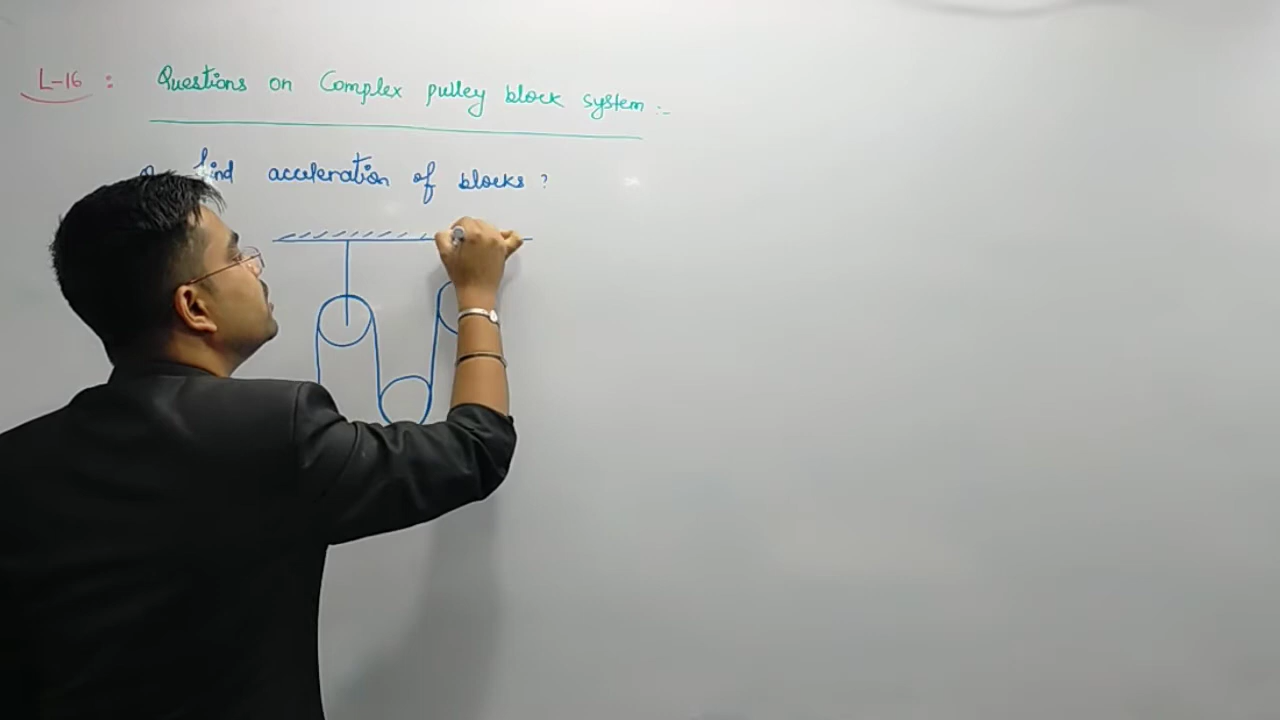 L-16 : Questions on Complex pulley block system :-
find acceleration of blocks ?